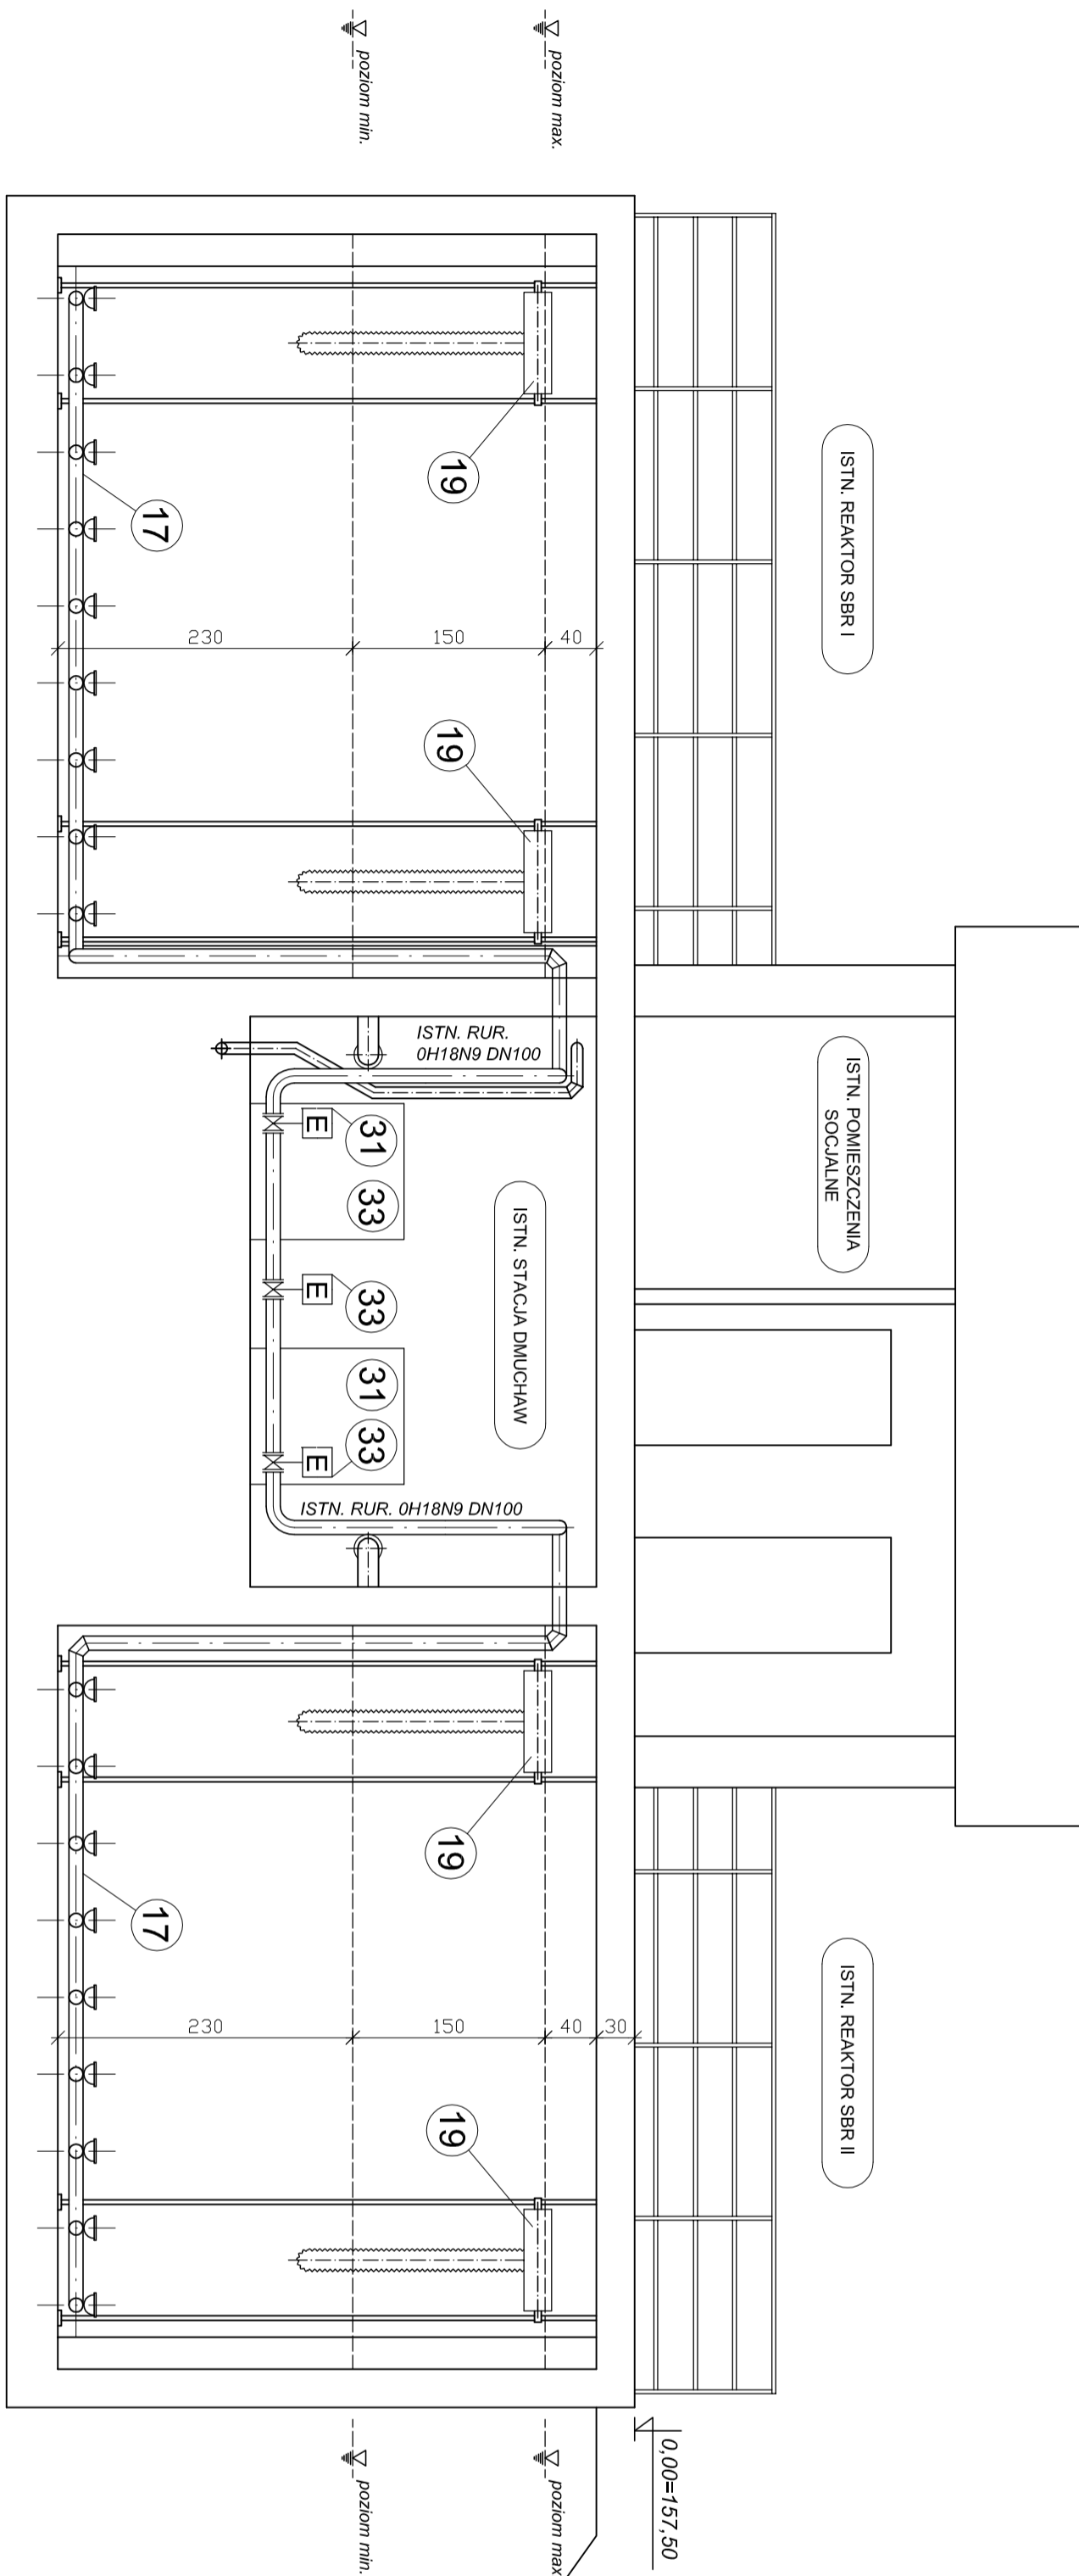 ISTN. REAKTOR SBR I
ISTN. POMIESZCZENIA
SOCJALNE
ISTN. REAKTOR SBR II
0,00=157,50
poziom max.
poziom max
poziom min.
poziom min.
19
19
19
19
40
150
230
40
30
150
230
ISTN. STACJA DMUCHAW
ISTN. RUR.
0H18N9 DN100
ISTN. RUR. 0H18N9 DN100
31
33
33
31
33
E
E
E
17
17